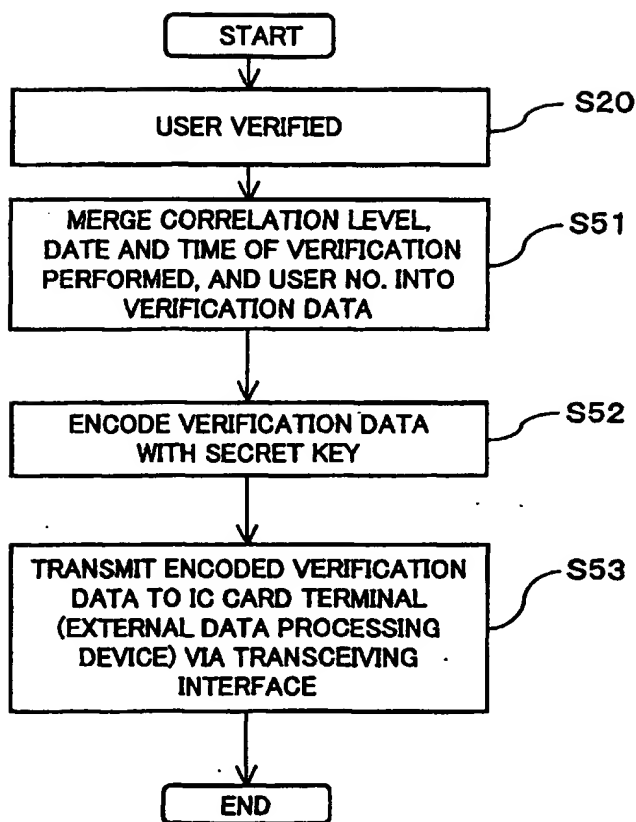 START
USER VERIFIED
S20
MERGE CORRELATION LEVEL,
DATE AND TIME OF VERIFICATION
PERFORMED, AND USER NO. INTO
VERIFICATION DATA
S51
ENCODE VERIFICATION DATA
WITH SECRET KEY
S52
TRANSMIT ENCODED VERIFICATION
DATA TO IC CARD TERMINAL
(EXTERNAL DATA PROCESSING
DEVICE) VIA TRANSCEIVING
INTERFACE
S53
END